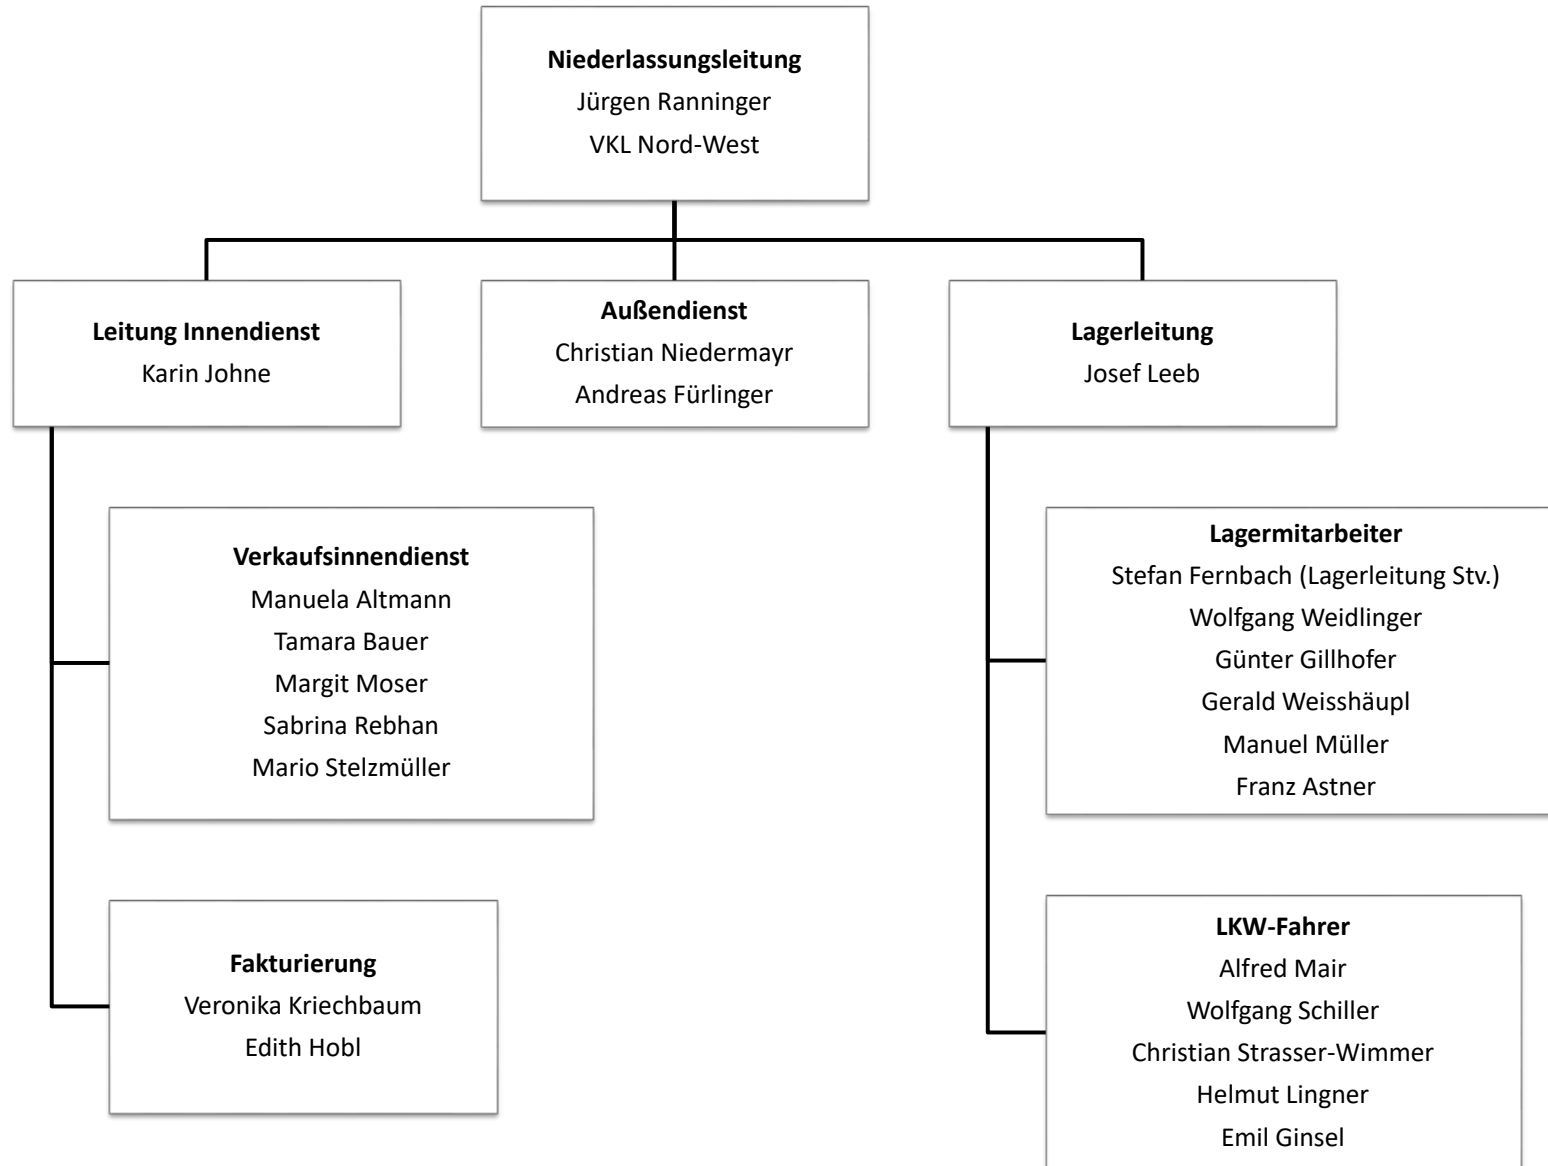 Niederlassungsleitung
Jürgen Ranninger
VKL Nord-West
Leitung Innendienst
Karin Johne
Außendienst
Christian Niedermayr
Andreas Fürlinger
Lagerleitung
Josef Leeb
Verkaufsinnendienst
Manuela Altmann
Tamara Bauer
Margit Moser
Sabrina Rebhan
Mario Stelzmüller
Fakturierung
Veronika Kriechbaum
Edith Hobl
Lagermitarbeiter
Stefan Fernbach (Lagerleitung Stv.)
Wolfgang Weidlinger
Günter Gillhofer
Gerald Weisshäupl
Manuel Müller
Franz Astner
LKW-Fahrer
Alfred Mair
Wolfgang Schiller
Christian Strasser-Wimmer
Helmut Lingner
Emil Ginsel